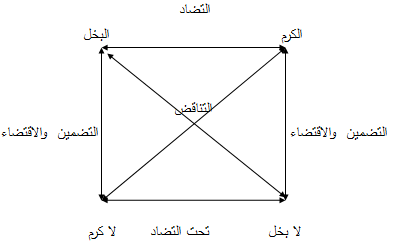 التضاد
الكرم
البخل
التناقض
التضمين والاقتضاء
التضمين والاقتضاء
لا بخل
تحت التضاد
لا كرم